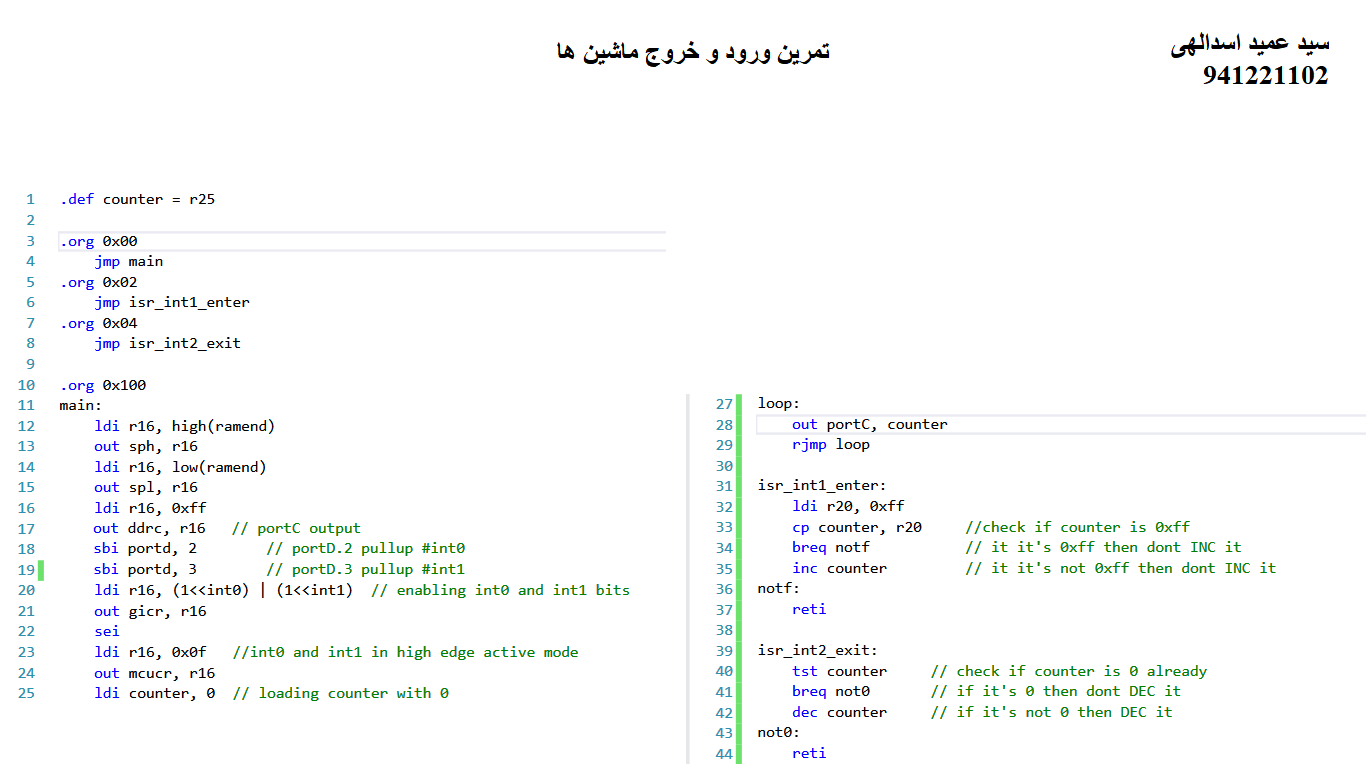 سید عمید اسدالهی
941221102
تمرین ورود و خروج ماشین ها
1 .def counter = r25
2
3 .org 0x00
4     jmp main
5 .org 0x02
6     jmp isr_int1_enter
7 .org 0x04
8     jmp isr_int2_exit
9
10 .org 0x100
11 main:
12     ldi r16, high(ramend)
13     out sph, r16
14     ldi r16, low(ramend)
15     out spl, r16
16     ldi r16, 0xff
17     out ddrc, r16   // portC output
18     sbi portd, 2        // portD.2 pullup #int0
19     sbi portd, 3        // portD.3 pullup #int1
20     ldi r16, (1<<int0) | (1<<int1)  // enabling int0 and int1 bits
21     out gicr, r16
22     sei
23     ldi r16, 0x0f   //int0 and int1 in high edge active mode
24     out mcucr, r16
25     ldi counter, 0  // loading counter with 0
27 loop:
28     out portC, counter
29     rjmp loop
30
31 isr_int1_enter:
32     ldi r20, 0xff
33     cp counter, r20     //check if counter is 0xff
34     breq notf           // it it's 0xff then dont INC it
35     inc counter         // it it's not 0xff then dont INC it
36 notf:
37     reti
38
39 isr_int2_exit:
40     tst counter     // check if counter is 0 already
41     breq not0       // if it's 0 then dont DEC it
42     dec counter     // if it's not 0 then DEC it
43 not0:
44     reti